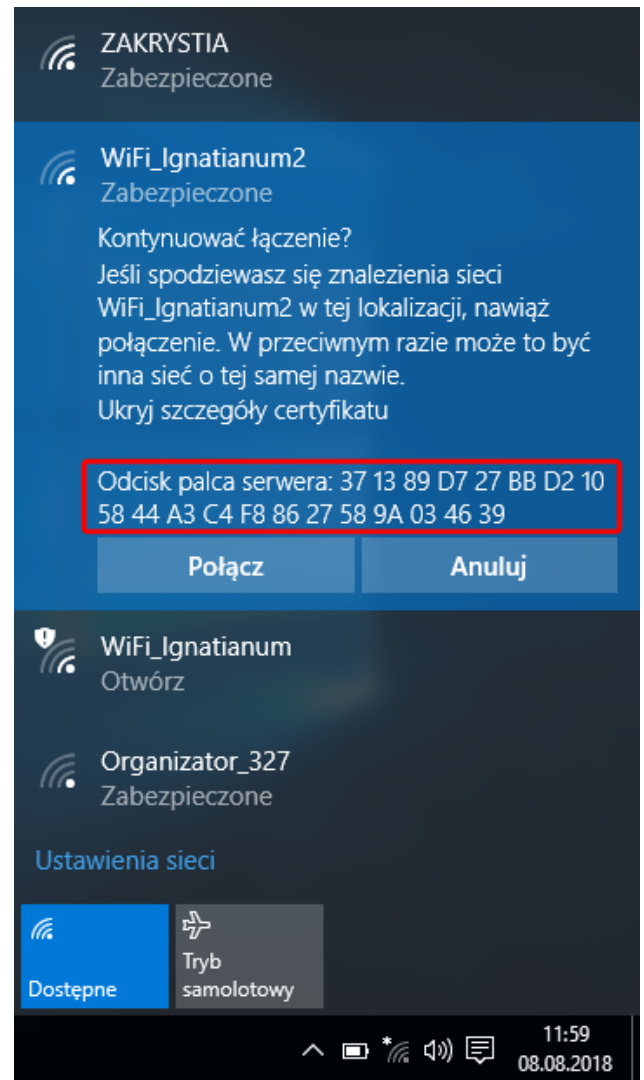 ZAKRYSTIA
Zabezpieczone
WiFi_Ignatianum2
Zabezpieczone
Kontynuować łączenie?
Jeśli spodziewasz się znalezienia sieci
WiFi_Ignatianum2 w tej lokalizacji, nawiąż
połączenie. W przeciwnym razie może to być
inna sieć o tej samej nazwie.
Ukryj szczegóły certyfikatu
Odcisk palca serwera: 37 13 89 D7 27 BB D2 10
58 44 A3 C4 F8 86 27 58 9A 03 46 39
Połącz Anuluj
WiFi_Ignatianum
Otwórz
Organizator_327
Zabezpieczone
Ustawienia sieci
Dostępne
Tryb
samolotowy
11:59
08.08.2018